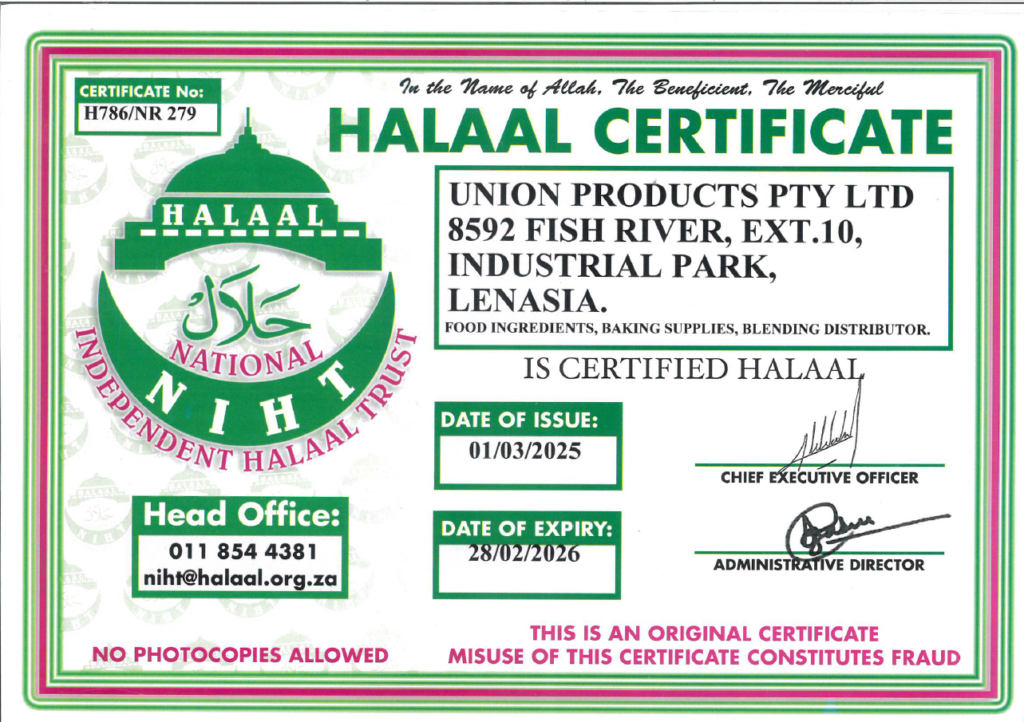 CERTIFICATE No:
H786/NR 279
In the Name of Allah, The Beneficient, The Merciful
HALAAL CERTIFICATE
UNION PRODUCTS PTY LTD
8592 FISH RIVER, EXT.10,
INDUSTRIAL PARK,
LENASIA.
FOOD INGREDIENTS, BAKING SUPPLIES, BLENDING DISTRIBUTOR.
IS CERTIFIED HALAAL
HALAAL
حلال
NATIONAL
NIHT
INDEPENDENT HALAAL TRUST
DATE OF ISSUE:
01/03/2025
CHIEF EXECUTIVE OFFICER
DATE OF EXPIRY:
28/02/2026
ADMINISTRATIVE DIRECTOR
Head Office:
011 854 4381
niht@halaal.org.za
NO PHOTOCOPIES ALLOWED
THIS IS AN ORIGINAL CERTIFICATE
MISUSE OF THIS CERTIFICATE CONSTITUTES FRAUD